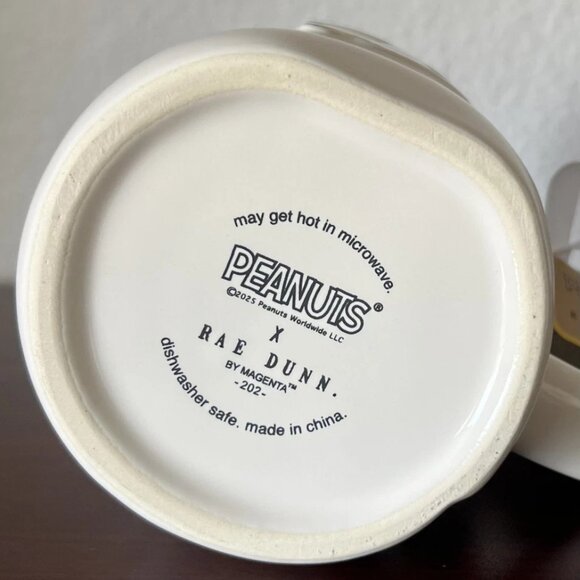 may get hot in microwave.
PEANUTS®
©2025 Peanuts Worldwide LLC
X
RAE DUNN.
BY MAGENTA™
-202-
dishwasher safe. made in china.